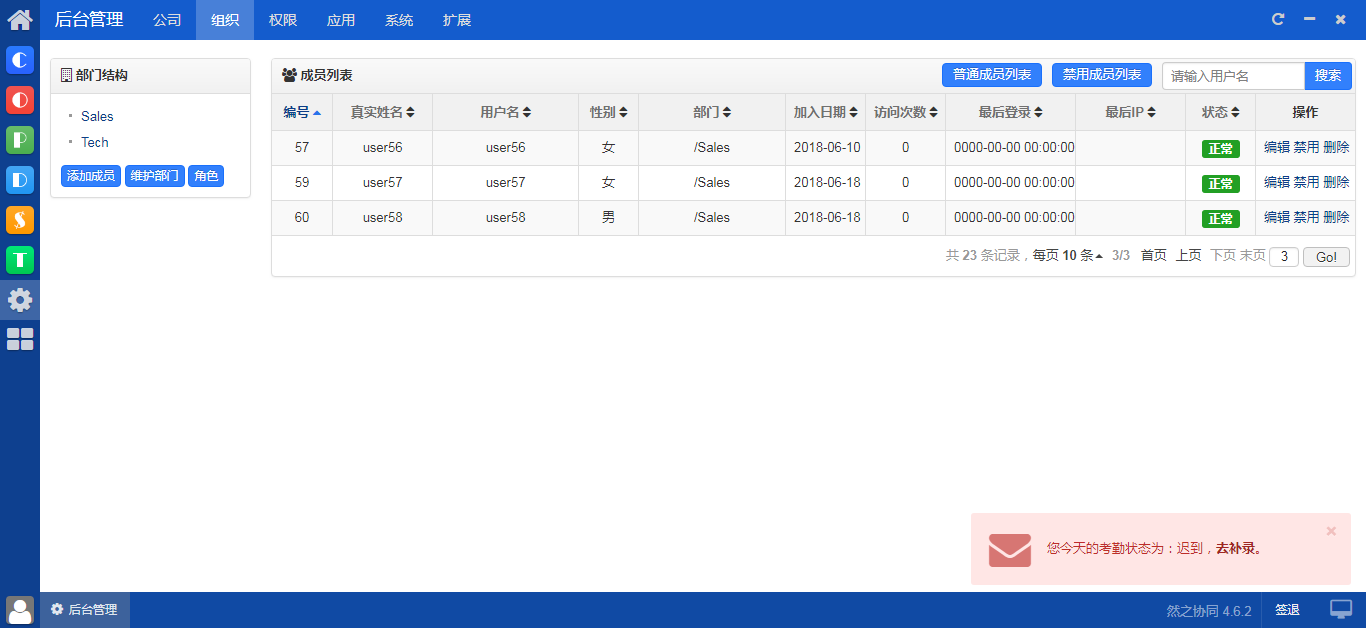 后台管理 公司 组织 权限 应用 系统 扩展
部门结构
Sales
Tech
添加成员 维护部门 角色
成员列表 普通成员列表 禁用成员列表 请输入用户名 搜索
编号 真实姓名 用户名 性别 部门 加入日期 访问次数 最后登录 最后IP 状态 操作
57 user56 user56 女 /Sales 2018-06-10 0 0000-00-00 00:00:00 正常 编辑 禁用 删除
59 user57 user57 女 /Sales 2018-06-18 0 0000-00-00 00:00:00 正常 编辑 禁用 删除
60 user58 user58 男 /Sales 2018-06-18 0 0000-00-00 00:00:00 正常 编辑 禁用 删除
共 23 条记录，每页 10 条 3/3 首页 上页 下页 末页 3 Go!
您今天的考勤状态为：迟到，去补录。
后台管理 然之协同 4.6.2 签退